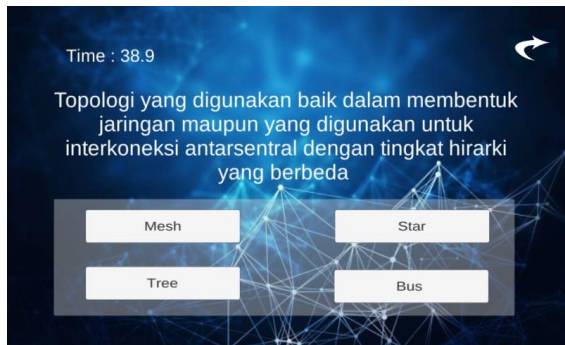 Time : 38.9
Topologi yang digunakan baik dalam membentuk
jaringan maupun yang digunakan untuk
interkoneksi antarsentral dengan tingkat hirarki
yang berbeda
Mesh
Star
Tree
Bus